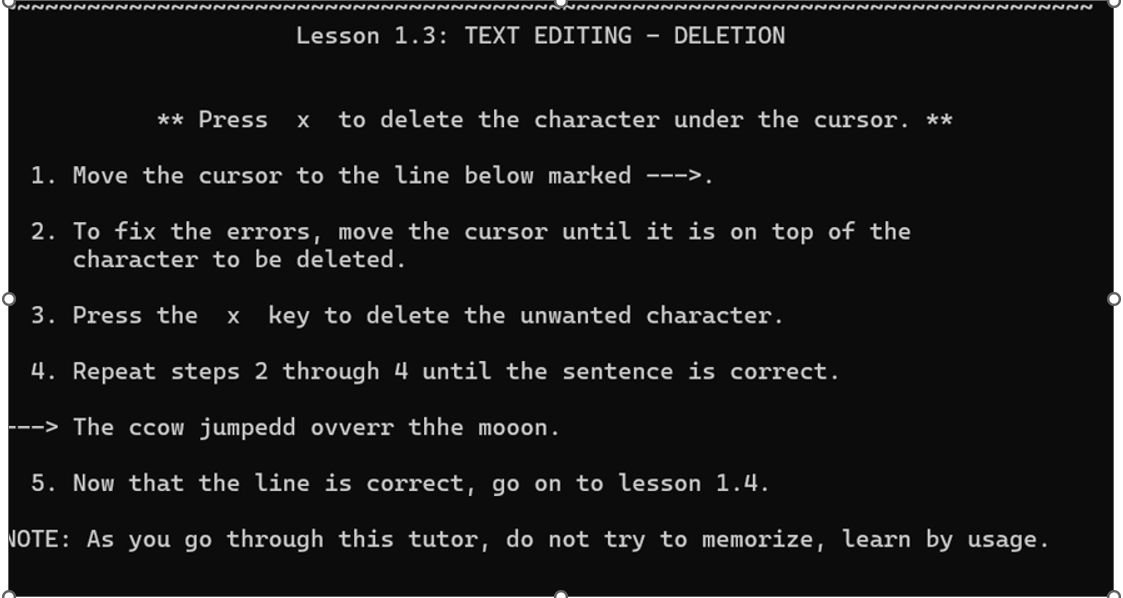 ~~~~~~~~~~~~~~~~~~~~~~~~~~~~~~~~~~~~~~~~~~~~~~~~~~~~~~~~~~~~~~~~~~~~~~~~~~~~~~
Lesson 1.3: TEXT EDITING - DELETION
** Press  x  to delete the character under the cursor. **
1. Move the cursor to the line below marked --->.
2. To fix the errors, move the cursor until it is on top of the
character to be deleted.
3. Press the  x  key to delete the unwanted character.
4. Repeat steps 2 through 4 until the sentence is correct.
---> The ccow jumpedd ovverr thhe mooon.
5. Now that the line is correct, go on to lesson 1.4.
NOTE: As you go through this tutor, do not try to memorize, learn by usage.